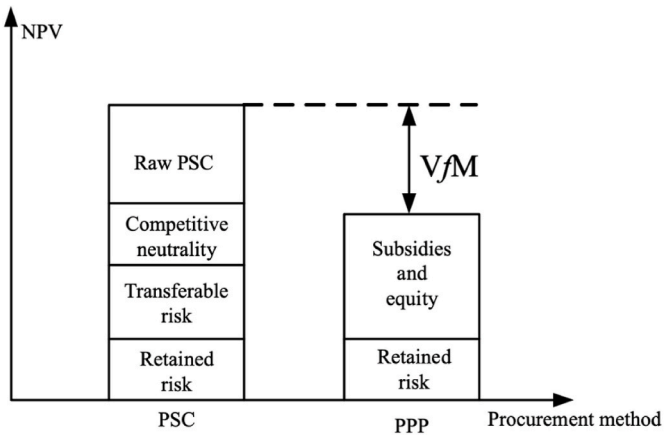 NPV
Raw PSC
Competitive
neutrality
Transferable
risk
Retained
risk
VfM
Subsidies
and
equity
Retained
risk
PSC
PPP
Procurement method